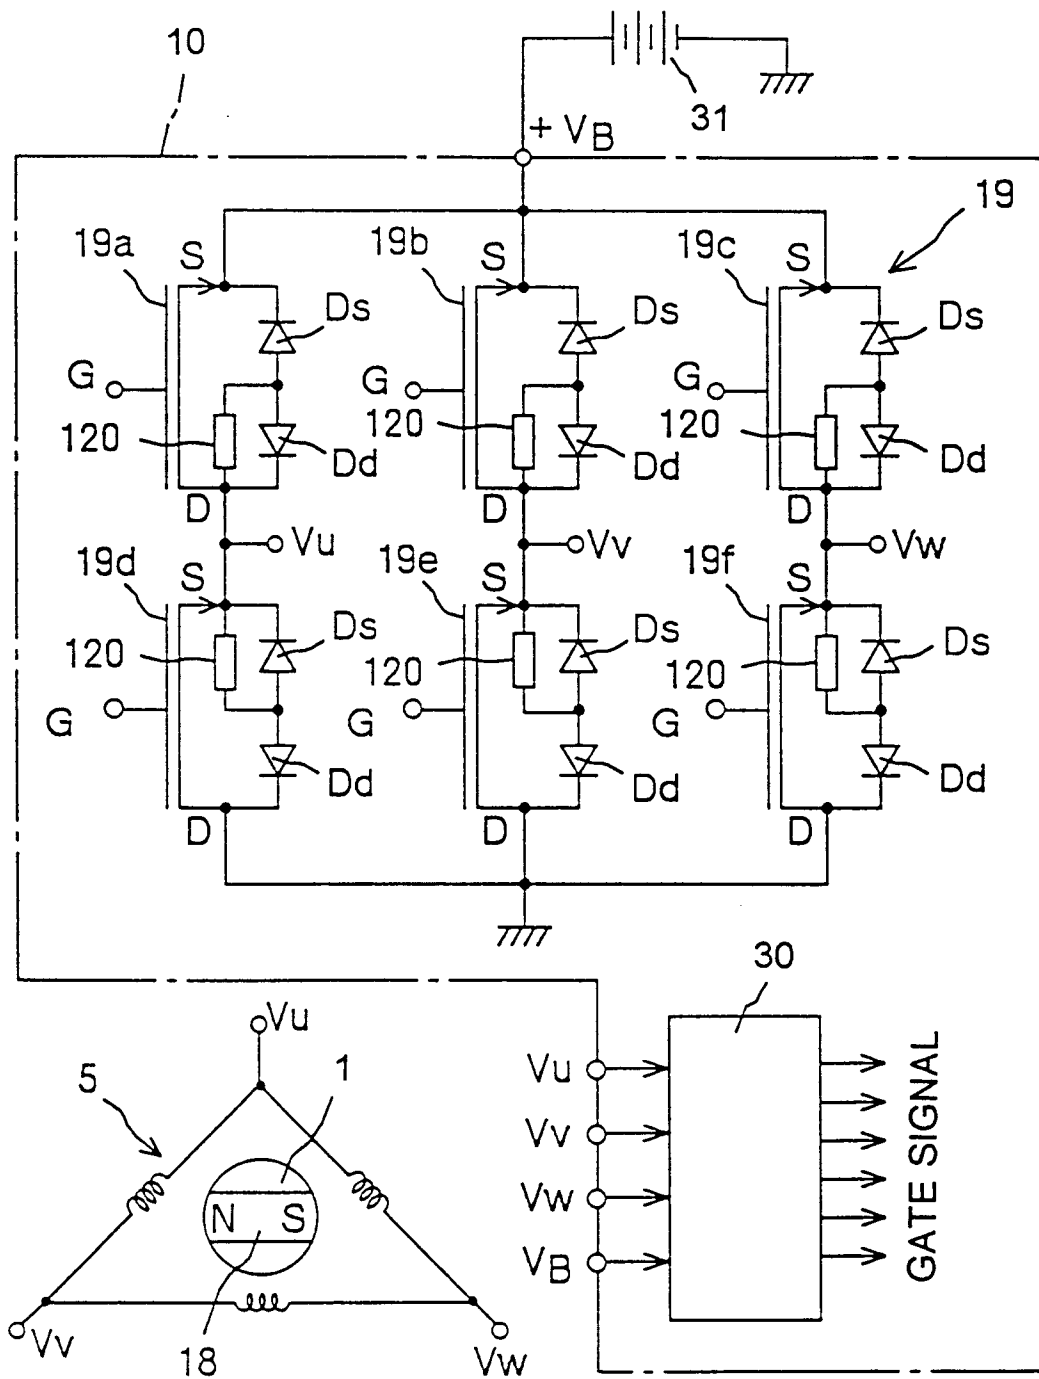 10
31
+ VB
19
19a
S
Ds
G
120
Dd
D
Vu
19b
S
Ds
G
120
Dd
D
Vv
19c
S
Ds
G
120
Dd
D
Vw
19d
S
Ds
120
G
Dd
D
19e
S
Ds
120
G
Dd
D
19f
S
Ds
120
G
Dd
D
30
Vu
Vv
Vw
VB
GATE SIGNAL
Vu
5
1
N S
18
Vv
Vw